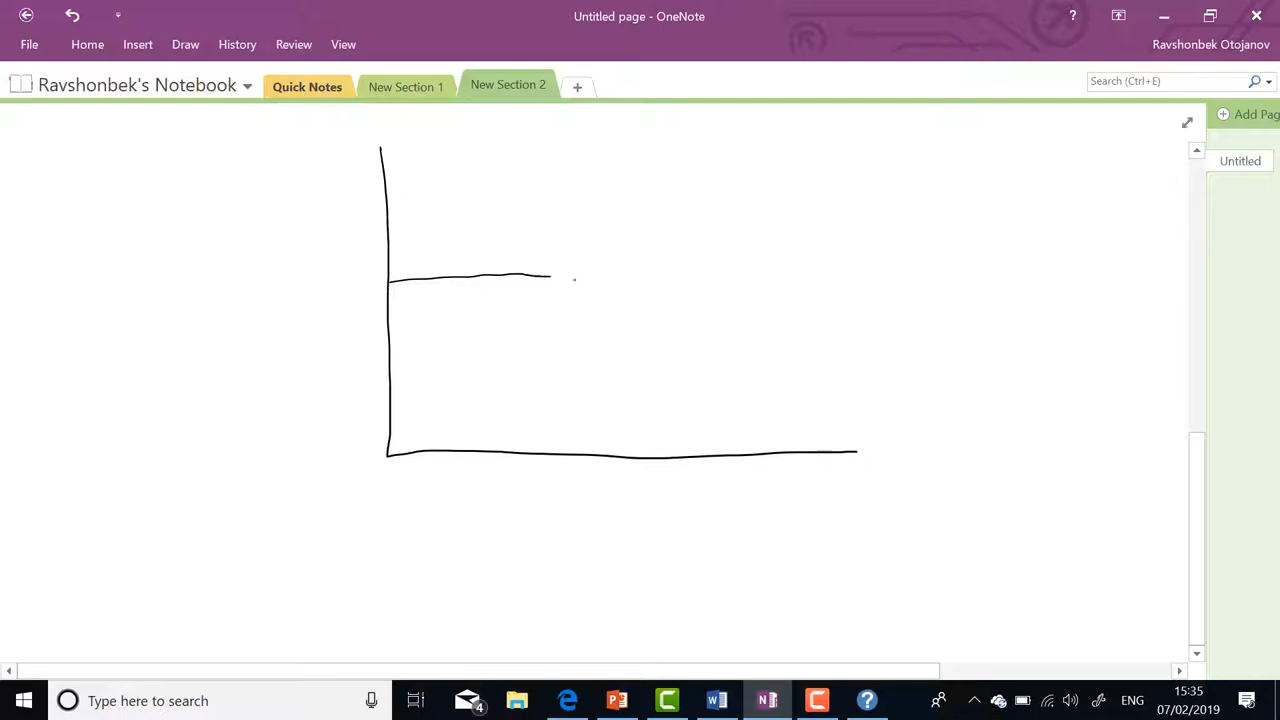 Untitled page - OneNote
?
File
Home
Insert
Draw
History
Review
View
Ravshonbek Otojanov
Ravshonbek's Notebook
Quick Notes
New Section 1
New Section 2
Search (Ctrl+E)
Add Pag
Untitled
Type here to search
4
ENG
15:35
07/02/2019